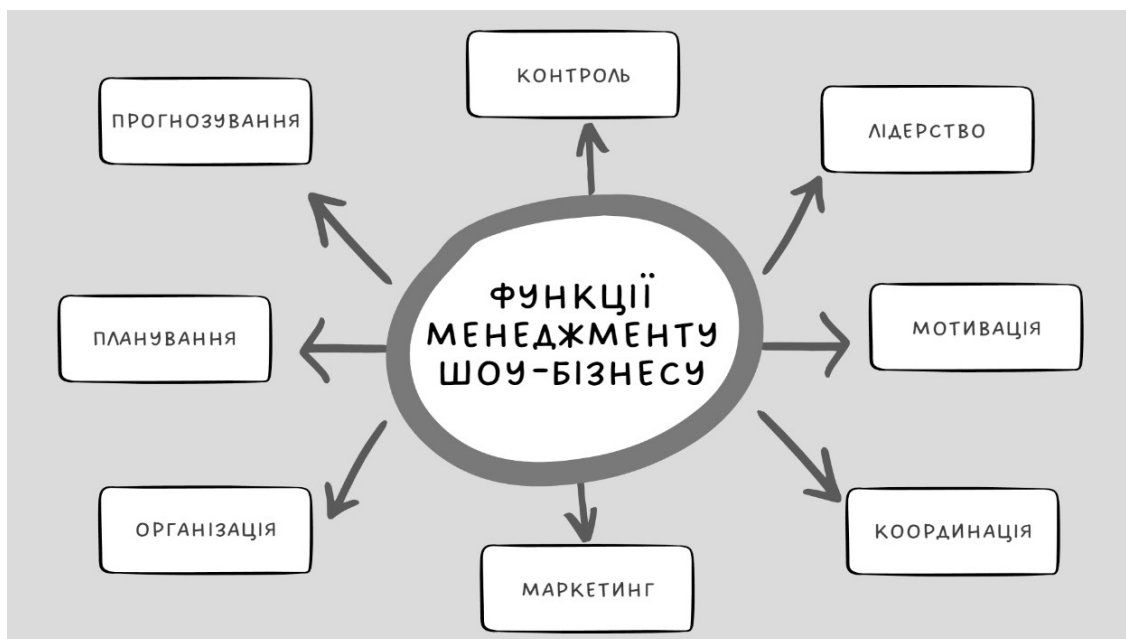 КОНТРОЛЬ
ПРОГНОЗУВАННЯ
ЛІДЕРСТВО
ФУНКЦІЇ
МЕНЕДЖМЕНТУ
ШОУ-БІЗНЕСУ
ПЛАНУВАННЯ
МОТИВАЦІЯ
ОРГАНІЗАЦІЯ
КООРДИНАЦІЯ
МАРКЕТИНГ